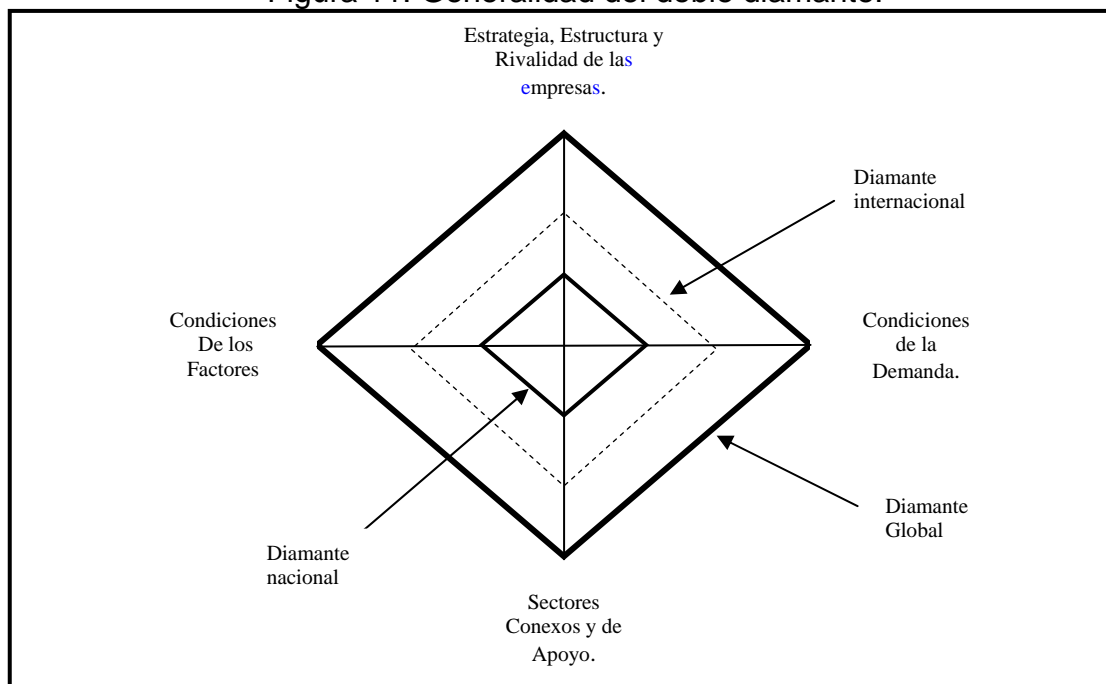 Figura 11. Generalidad del doble diamante.
Estrategia, Estructura y
Rivalidad de las
empresas.
Diamante
internacional
Condiciones
De los
Factores
Condiciones
de la
Demanda.
Diamante
Global
Diamante
nacional
Sectores
Conexos y de
Apoyo.